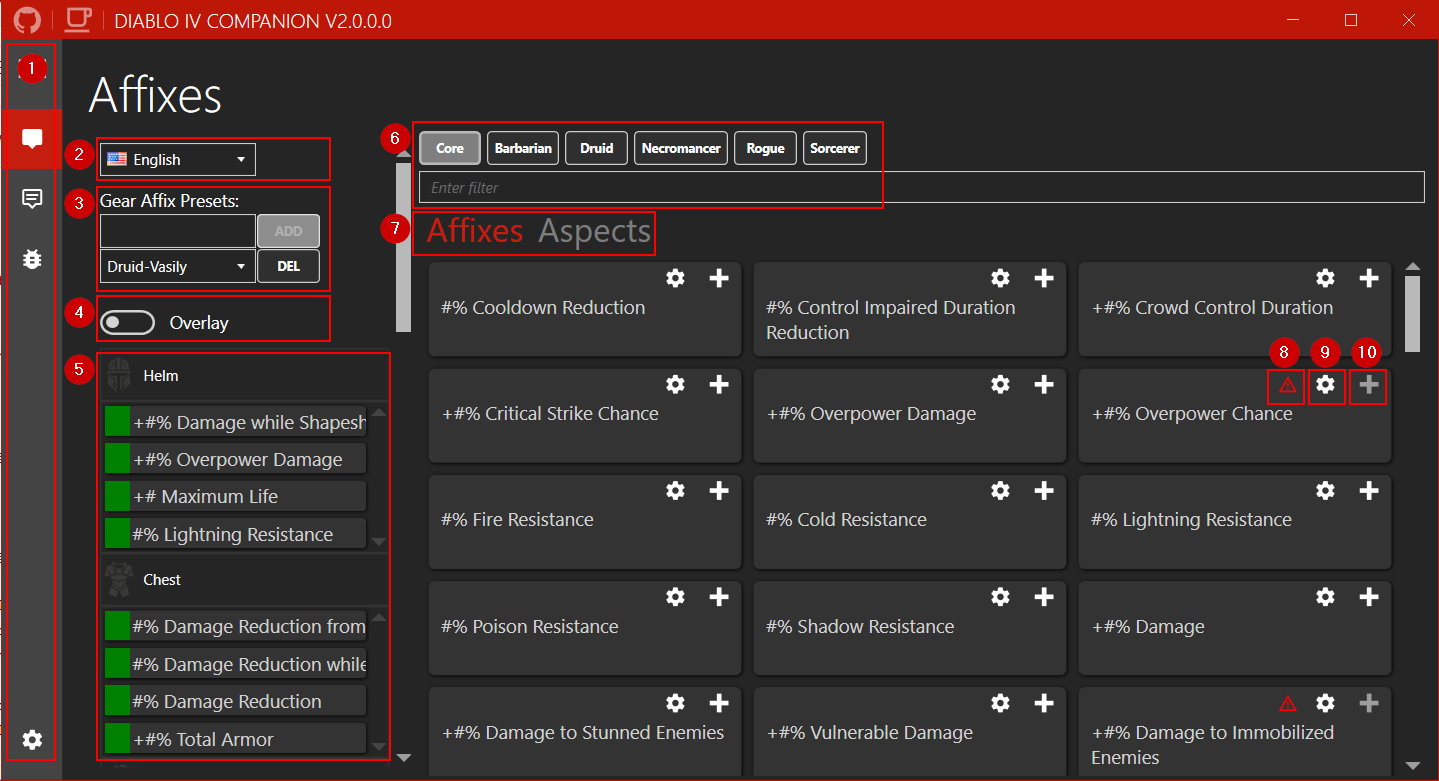 DIABLO IV COMPANION V2.0.0.0
1
Affixes
2
English
3
Gear Affix Presets:
ADD
Druid-Vasily
DEL
4
Overlay
5
Helm
+#% Damage while Shapesh
+#% Overpower Damage
+# Maximum Life
#% Lightning Resistance
Chest
#% Damage Reduction from
#% Damage Reduction while
#% Damage Reduction
+#% Total Armor
6
Core
Barbarian
Druid
Necromancer
Rogue
Sorcerer
Enter filter
7
Affixes Aspects
#% Cooldown Reduction
#% Control Impaired Duration
Reduction
+#% Crowd Control Duration
8
9
10
+#% Critical Strike Chance
+#% Overpower Damage
+#% Overpower Chance
#% Fire Resistance
#% Cold Resistance
#% Lightning Resistance
#% Poison Resistance
#% Shadow Resistance
+#% Damage
+#% Damage to Stunned Enemies
+#% Vulnerable Damage
+#% Damage to Immobilized
Enemies